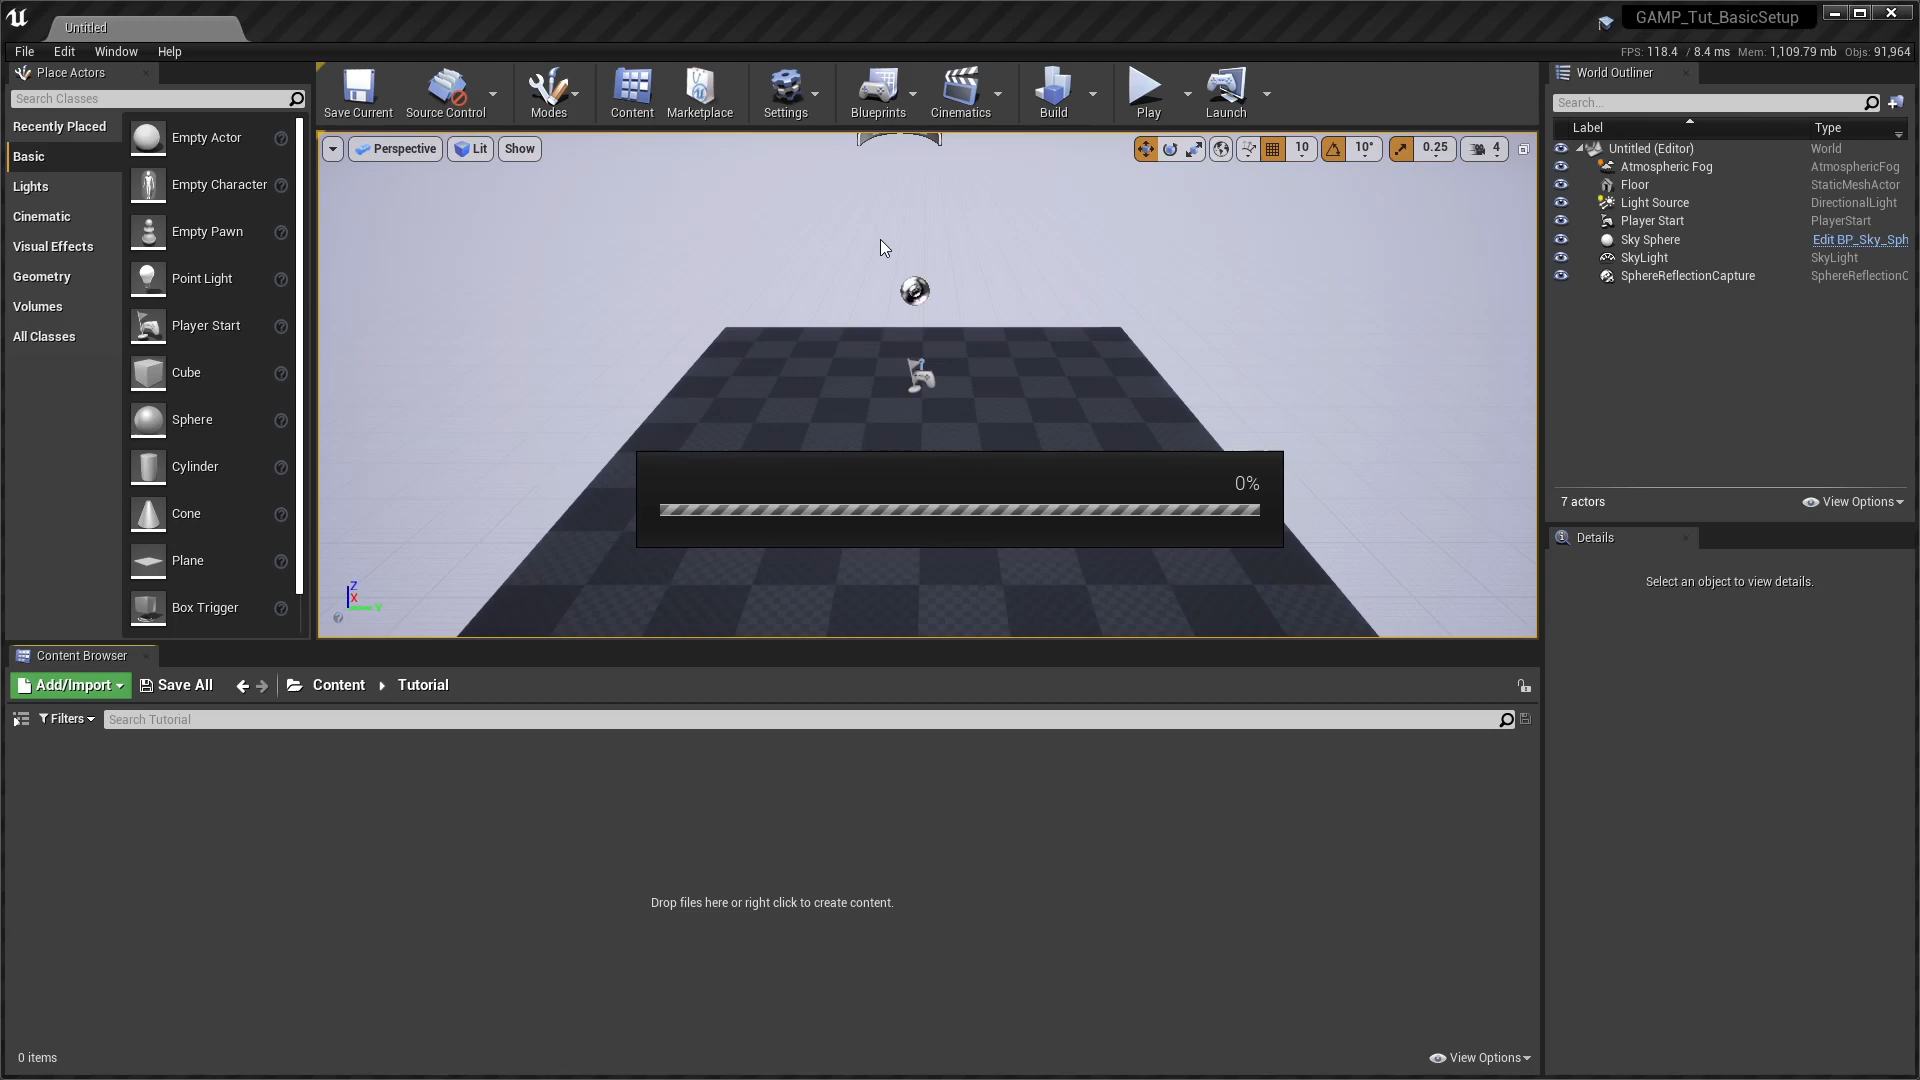 Untitled
GAMP_Tut_BasicSetup
File Edit Window Help
FPS: 118.4 / 8.4 ms Mem: 1,109.79 mb Objs: 91,964
Place Actors
Search Classes
Recently Placed
Basic
Lights
Cinematic
Visual Effects
Geometry
Volumes
All Classes
Empty Actor
Empty Character
Empty Pawn
Point Light
Player Start
Cube
Sphere
Cylinder
Cone
Plane
Box Trigger
Save Current
Source Control
Modes
Content
Marketplace
Settings
Blueprints
Cinematics
Build
Play
Launch
Perspective Lit Show
10 10° 0.25 4
0%
Z
X
Y
World Outliner
Search...
Label Type
Untitled (Editor) World
Atmospheric Fog AtmosphericFog
Floor StaticMeshActor
Light Source DirectionalLight
Player Start PlayerStart
Sky Sphere Edit BP_Sky_Sph
SkyLight SkyLight
SphereReflectionCapture SphereReflectionC
7 actors View Options
Details
Select an object to view details.
Content Browser
Add/Import Save All Content Tutorial
Filters Search Tutorial
Drop files here or right click to create content.
0 items View Options